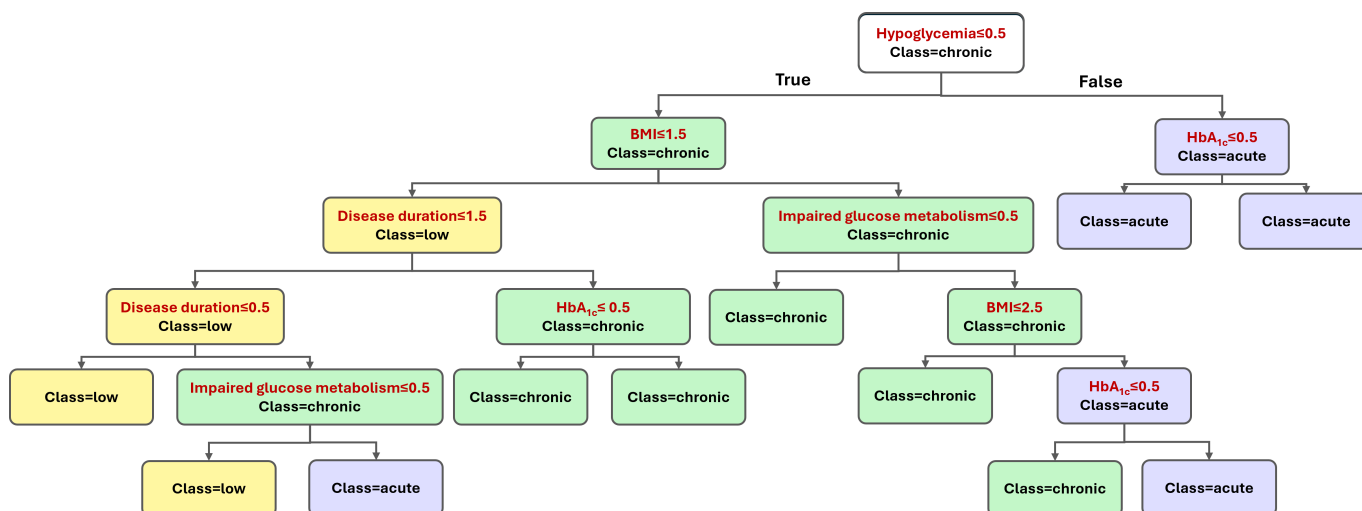 Hypoglycemia≤0.5
Class=chronic
True
False
BMI≤1.5
Class=chronic
HbA1c≤0.5
Class=acute
Disease duration≤1.5
Class=low
Impaired glucose metabolism≤0.5
Class=chronic
Class=acute
Class=acute
Disease duration≤0.5
Class=low
HbA1c≤ 0.5
Class=chronic
Class=chronic
BMI≤2.5
Class=chronic
Class=low
Impaired glucose metabolism≤0.5
Class=chronic
Class=chronic
Class=chronic
Class=chronic
HbA1c≤0.5
Class=acute
Class=low
Class=acute
Class=chronic
Class=acute